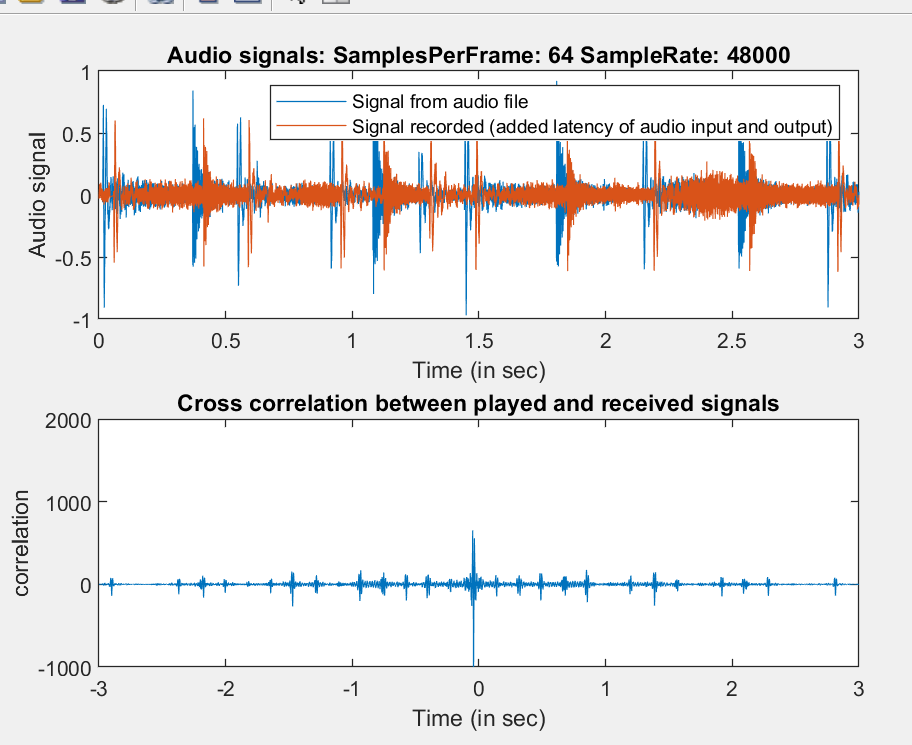 Audio signals: SamplesPerFrame: 64 SampleRate: 48000
1
0.5
0
-0.5
-1
Audio signal
Signal from audio file
Signal recorded (added latency of audio input and output)
0 0.5 1 1.5 2 2.5 3
Time (in sec)
Cross correlation between played and received signals
2000
1000
0
-1000
correlation
-3 -2 -1 0 1 2 3
Time (in sec)